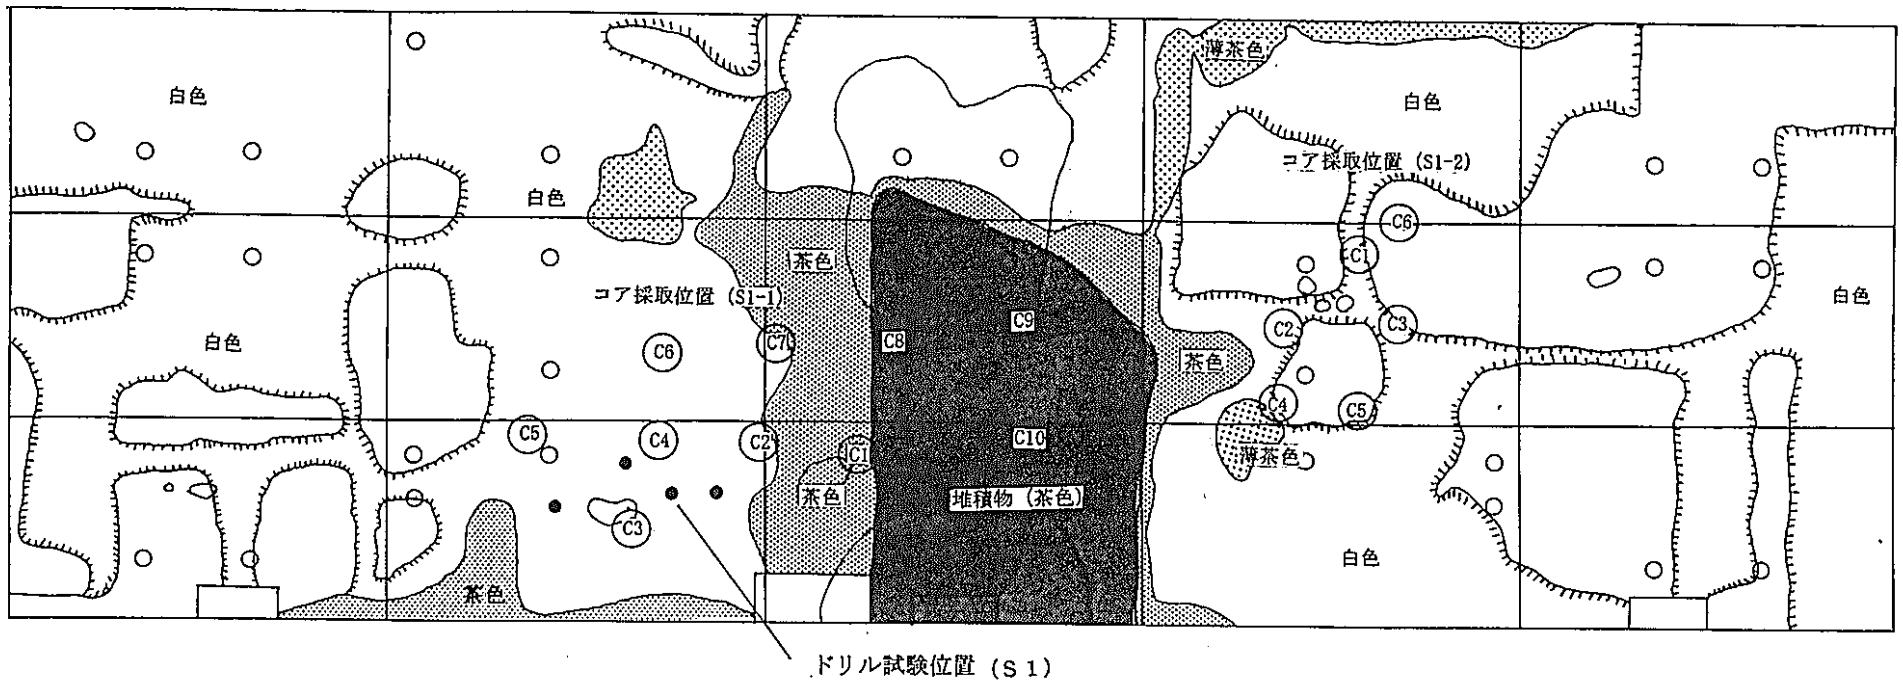 白色
薄茶色
白色
コア採取位置 (S1-2)
白色
C6
C1
茶色
コア採取位置 (S1-1)
白色
白色
C6
C7
C8
C9
C2
C3
茶色
C5
C4
C2
C1
C10
C4
C5
薄茶色
茶色
堆積物 (茶色)
C3
白色
茶色
ドリル試験位置 (S1)